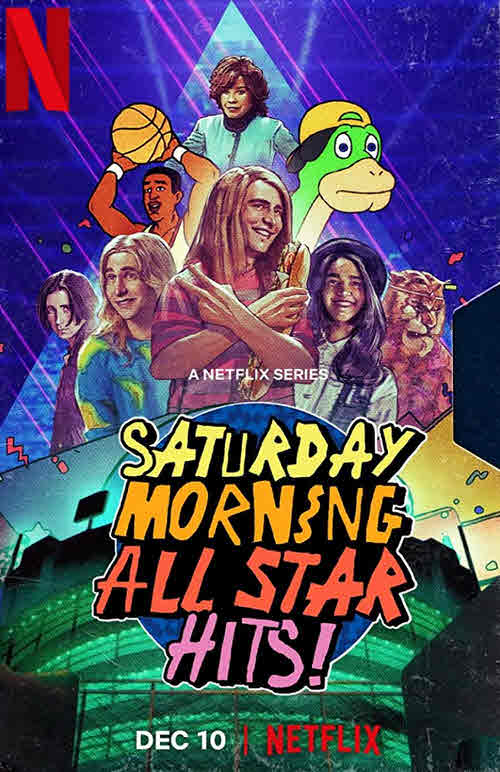 N
A NETFLIX SERIES
SATURDAY
MORNING
ALL STAR
HITS!
DEC 10 | NETFLIX